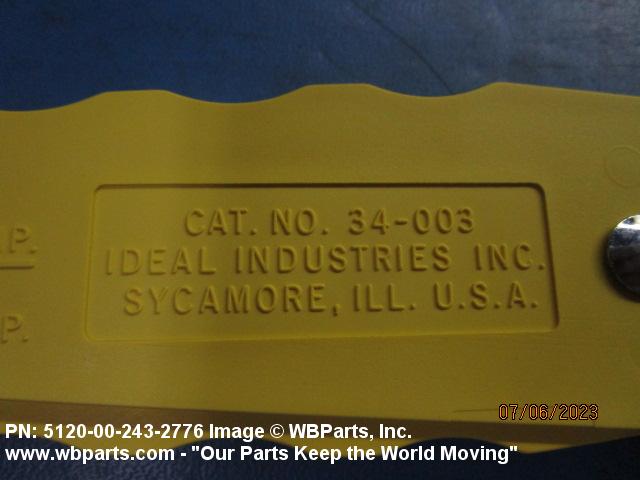 CAT. NO. 34-003
IDEAL INDUSTRIES INC.
SYCAMORE, ILL. U.S.A.
07/06/2023
PN: 5120-00-243-2776 Image © WBParts, Inc.
www.wbparts.com - "Our Parts Keep the World Moving"